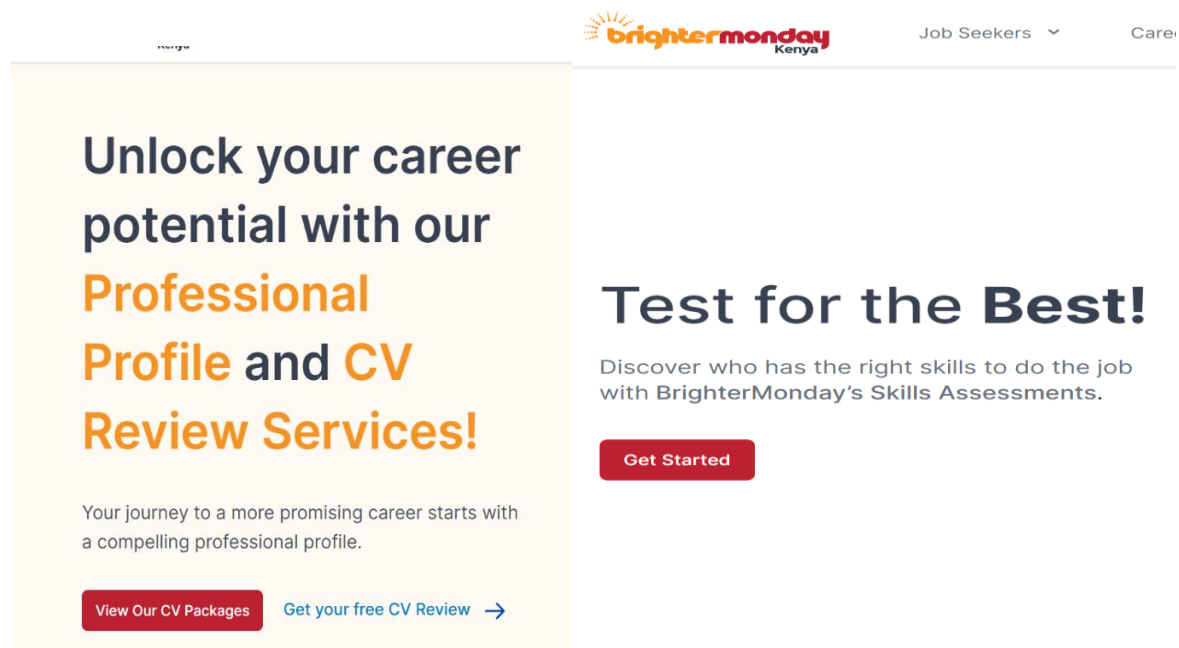 Kenya
Unlock your career
potential with our
Professional
Profile and CV
Review Services!
Your journey to a more promising career starts with
a compelling professional profile.
View Our CV Packages
Get your free CV Review →
brightermonday
Kenya
Job Seekers
Test for the Best!
Discover who has the right skills to do the job
with BrighterMonday’s Skills Assessments.
Get Started